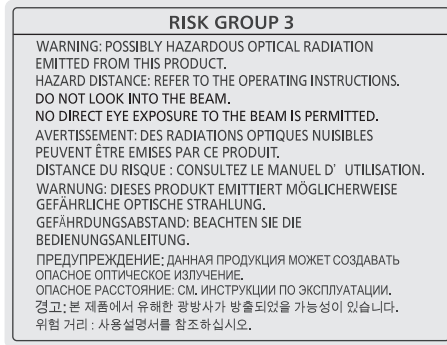 RISK GROUP 3
WARNING: POSSIBLY HAZARDOUS OPTICAL RADIATION
EMITTED FROM THIS PRODUCT.
HAZARD DISTANCE: REFER TO THE OPERATING INSTRUCTIONS.
DO NOT LOOK INTO THE BEAM.
NO DIRECT EYE EXPOSURE TO THE BEAM IS PERMITTED.
AVERTISSEMENT: DES RADIATIONS OPTIQUES NUISIBLES
PEUVENT ÊTRE EMISES PAR CE PRODUIT.
DISTANCE DU RISQUE : CONSULTEZ LE MANUEL D' UTILISATION.
WARNUNG: DIESES PRODUKT EMITTIERT MÖGLICHERWEISE
GEFÄHRLICHE OPTISCHE STRAHLUNG.
GEFÄHRDUNGSABSTAND: BEACHTEN SIE DIE
BEDIENUNGSANLEITUNG.
ПРЕДУПРЕЖДЕНИЕ: ДАННАЯ ПРОДУКЦИЯ МОЖЕТ СОЗДАВАТЬ
ОПАСНОЕ ОПТИЧЕСКОЕ ИЗЛУЧЕНИЕ.
ОПАСНОЕ РАССТОЯНИЕ: СМ. ИНСТРУКЦИИ ПО ЭКСПЛУАТАЦИИ.
경고: 본 제품에서 유해한 광방사가 방출되었을 가능성이 있습니다.
위험 거리 : 사용설명서를 참조하십시오.